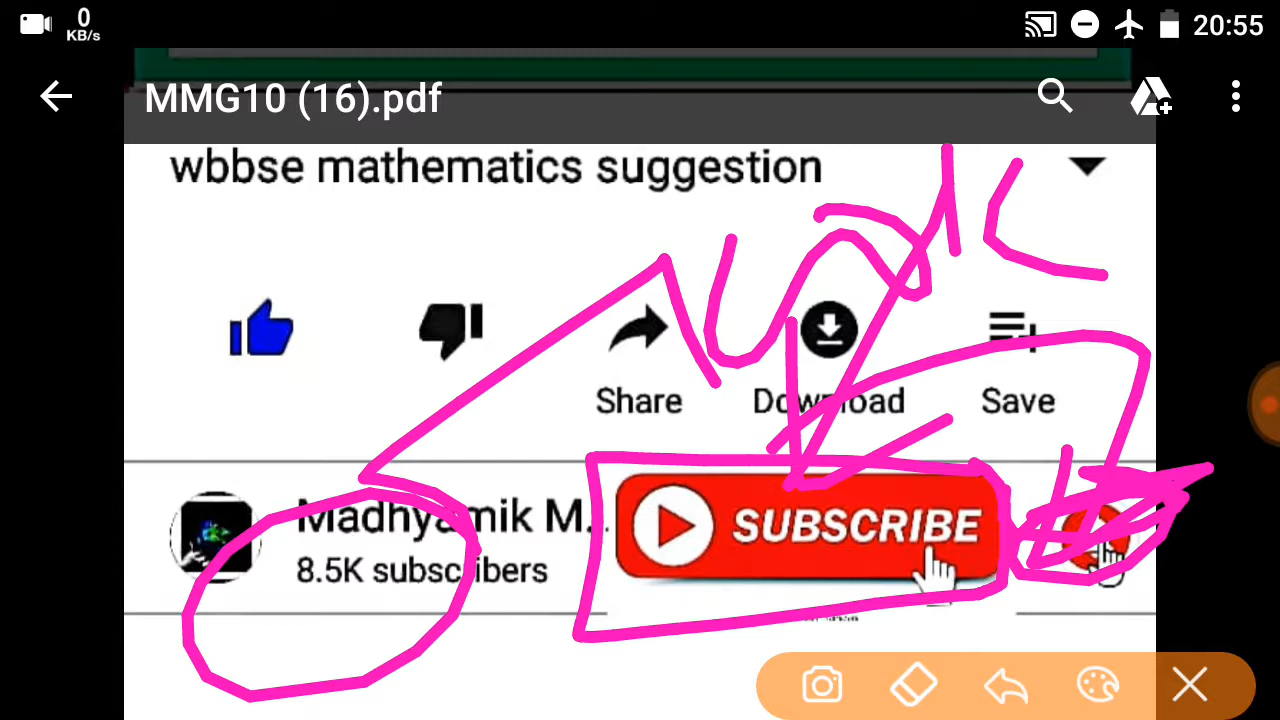 0
KB/s
20:55
MMG10 (16).pdf
wbbse mathematics suggestion
Share
Download
Save
Madhyamik M...
8.5K subscribers
SUBSCRIBE